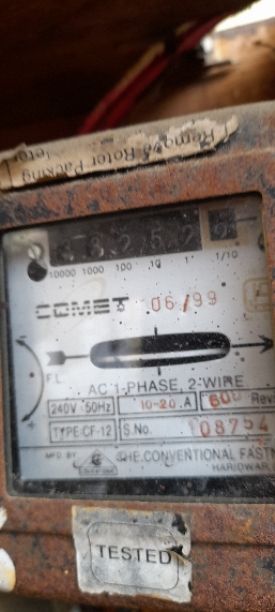 Remove Rotor Packing
10000 1000 100 10 1 1/10
COMET 06/99
F.L.
AC 1-PHASE, 2-WIRE
240V 50Hz 10-20 A 600 Rev
TYPE:CF-12 S.No. 108754
MFD. BY THE.CONVENTIONAL FAST
HARIDWAR
TESTED